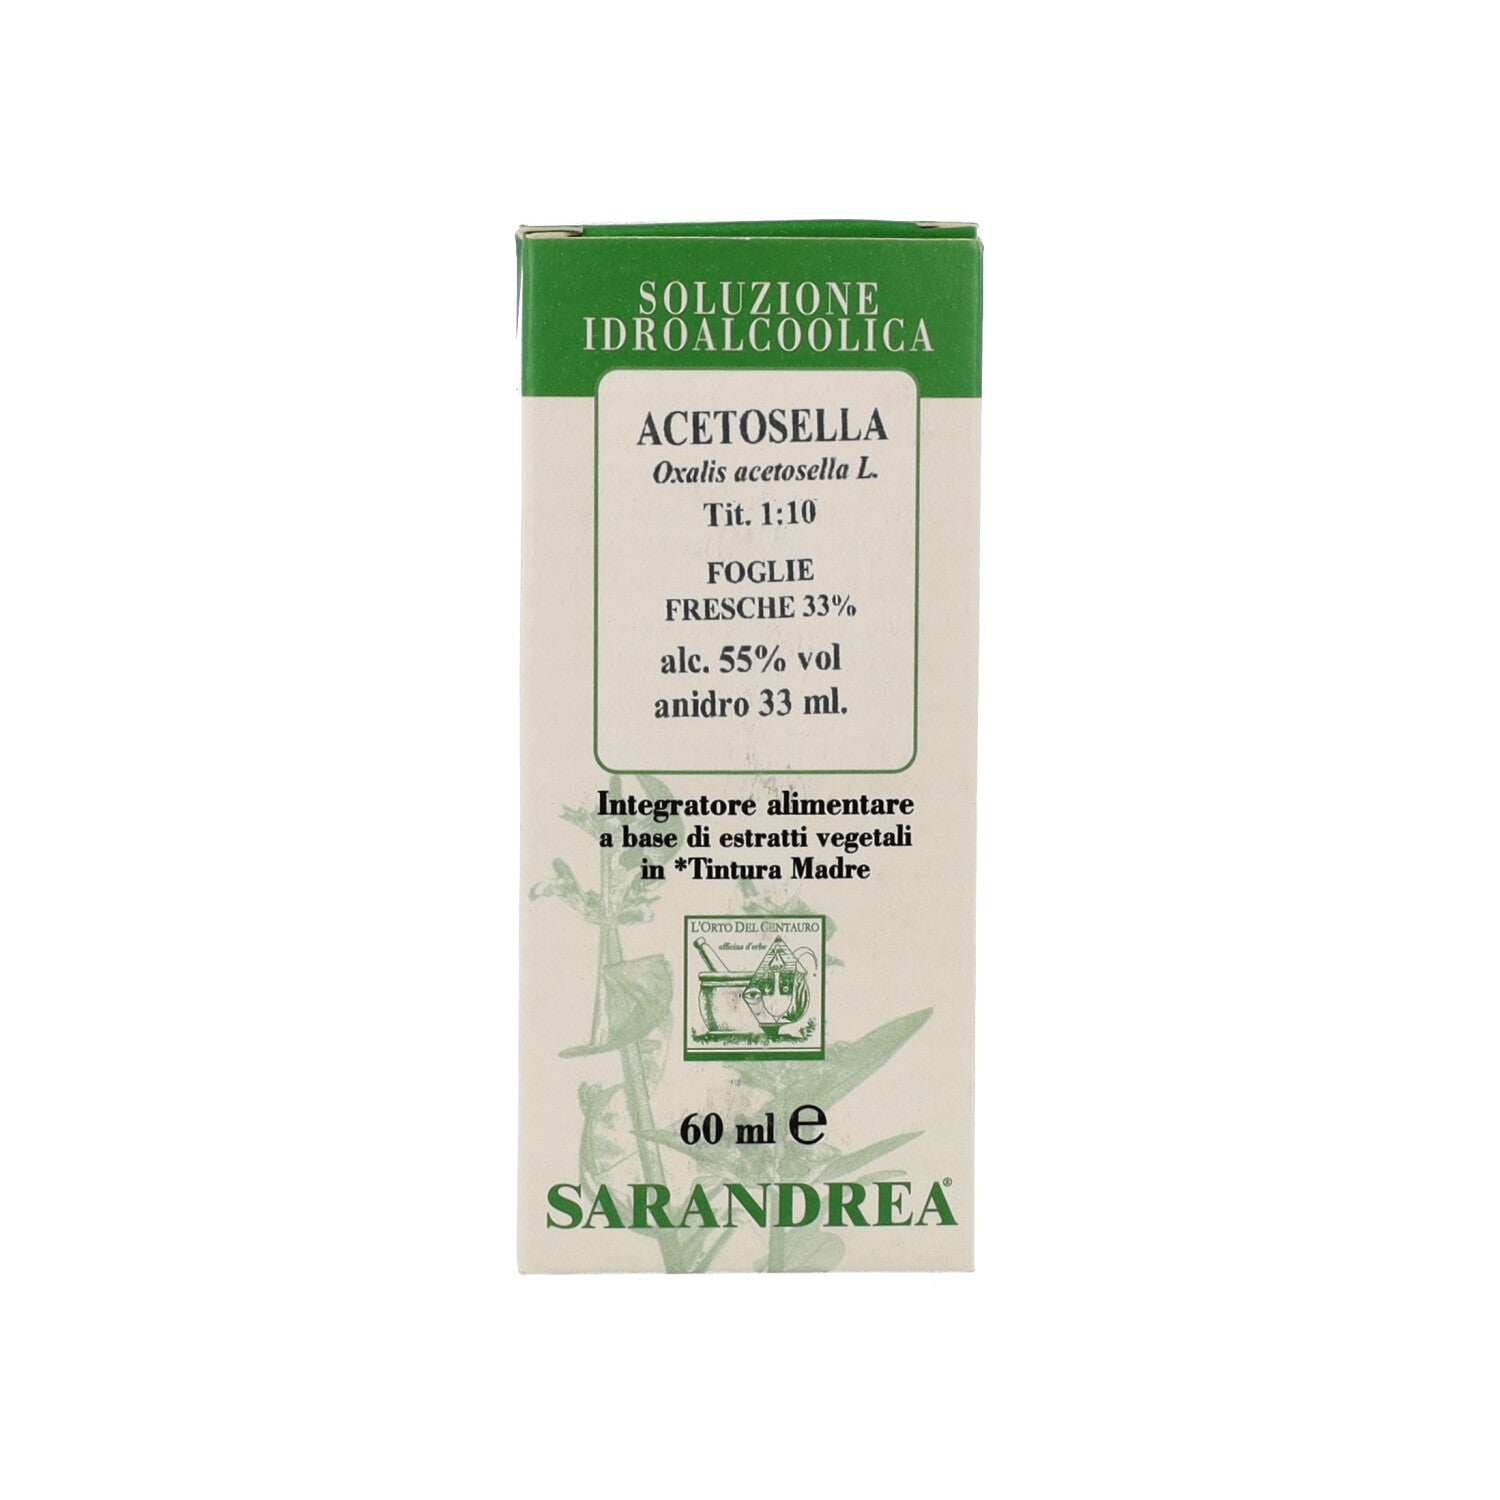 SOLUZIONE
IDROALCOOLICA
ACETOSELLA
Oxalis acetosella L.
Tit. 1:10
FOGLIE
FRESCHE 33%
alc. 55% vol
anidro 33 ml.
Integratore alimentare
a base di estratti vegetali
in *Tintura Madre
L'ORTO DEL CENTAURO
officina d'erbe
60 ml ℮
SARANDREA®